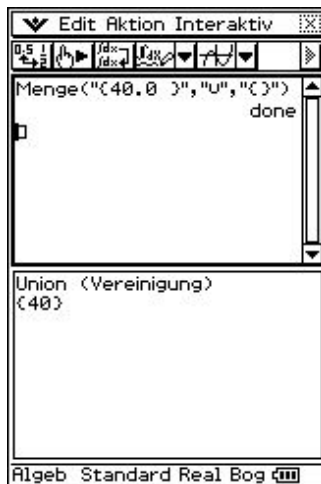 Edit Aktion Interaktiv
Menge("{40.0 }","U","{}")
done
Union (Vereinigung)
{40}
Algeb Standard Real Bog